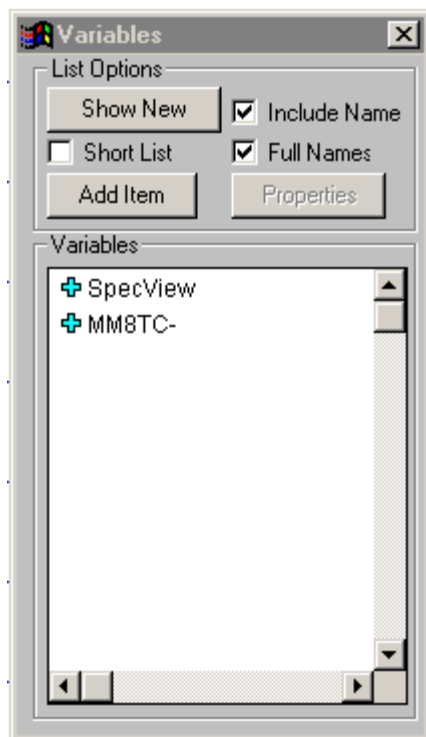 Variables
List Options
Show New
Include Name
Short List
Full Names
Add Item
Properties
Variables
SpecView
MM8TC-